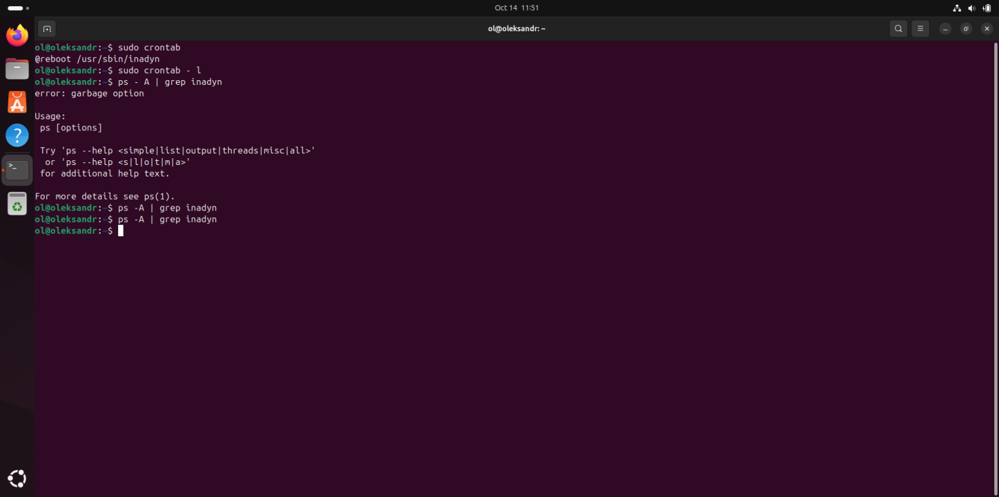 Oct 14 11:51
ol@oleksandr: ~
ol@oleksandr:~$ sudo crontab
@reboot /usr/sbin/inadyn
ol@oleksandr:~$ sudo crontab - l
ol@oleksandr:~$ ps - A | grep inadyn
error: garbage option

Usage:
 ps [options]

 Try 'ps --help <simple|list|output|threads|misc|all>'
  or 'ps --help <s|l|o|t|m|a>'
 for additional help text.

For more details see ps(1).
ol@oleksandr:~$ ps -A | grep inadyn
ol@oleksandr:~$ ps -A | grep inadyn
ol@oleksandr:~$